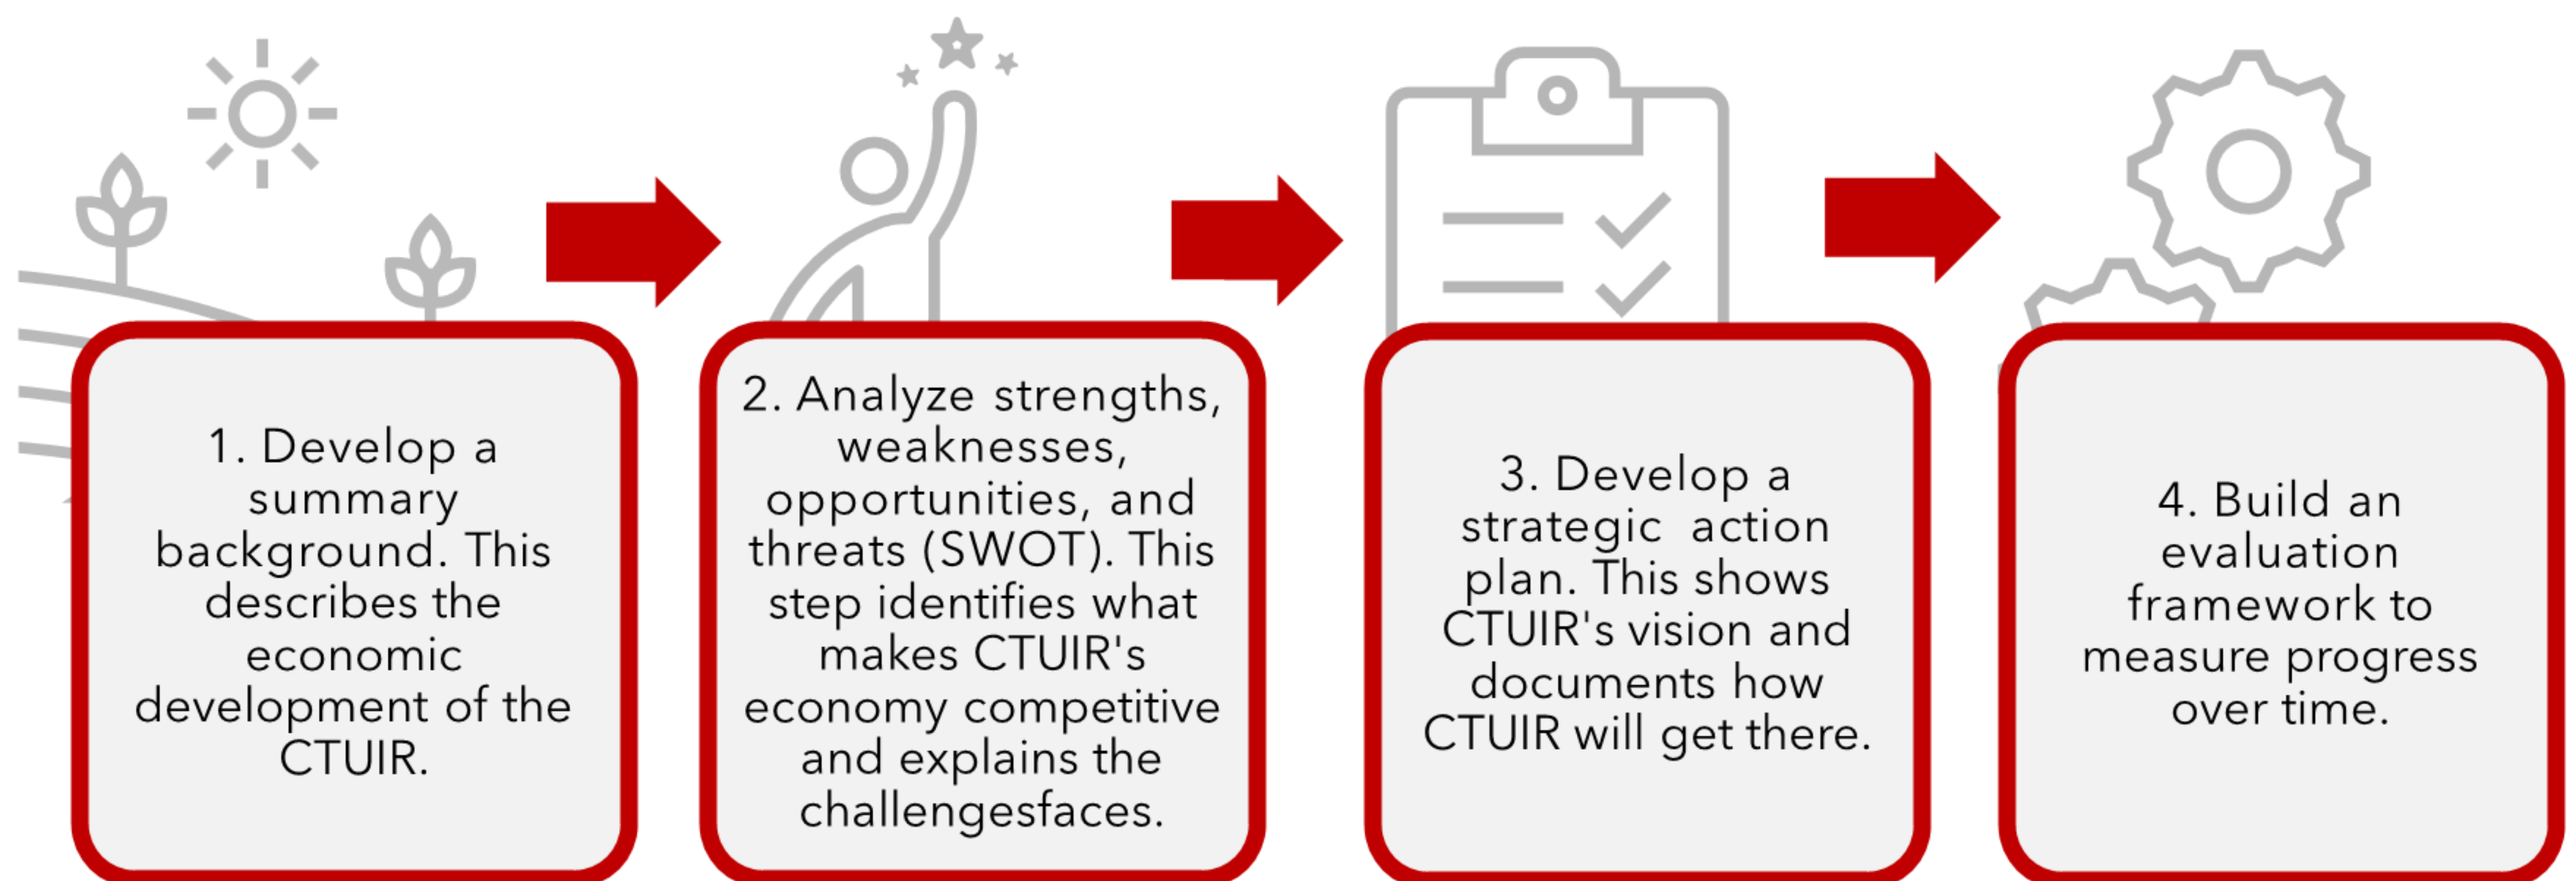 1. Develop a
summary
background. This
describes the
economic
development of the
CTUIR.
2. Analyze strengths,
weaknesses,
opportunities, and
threats (SWOT). This
step identifies what
makes CTUIR's
economy competitive
and explains the
challengesfaces.
3. Develop a
strategic action
plan. This shows
CTUIR's vision and
documents how
CTUIR will get there.
4. Build an
evaluation
framework to
measure progress
over time.